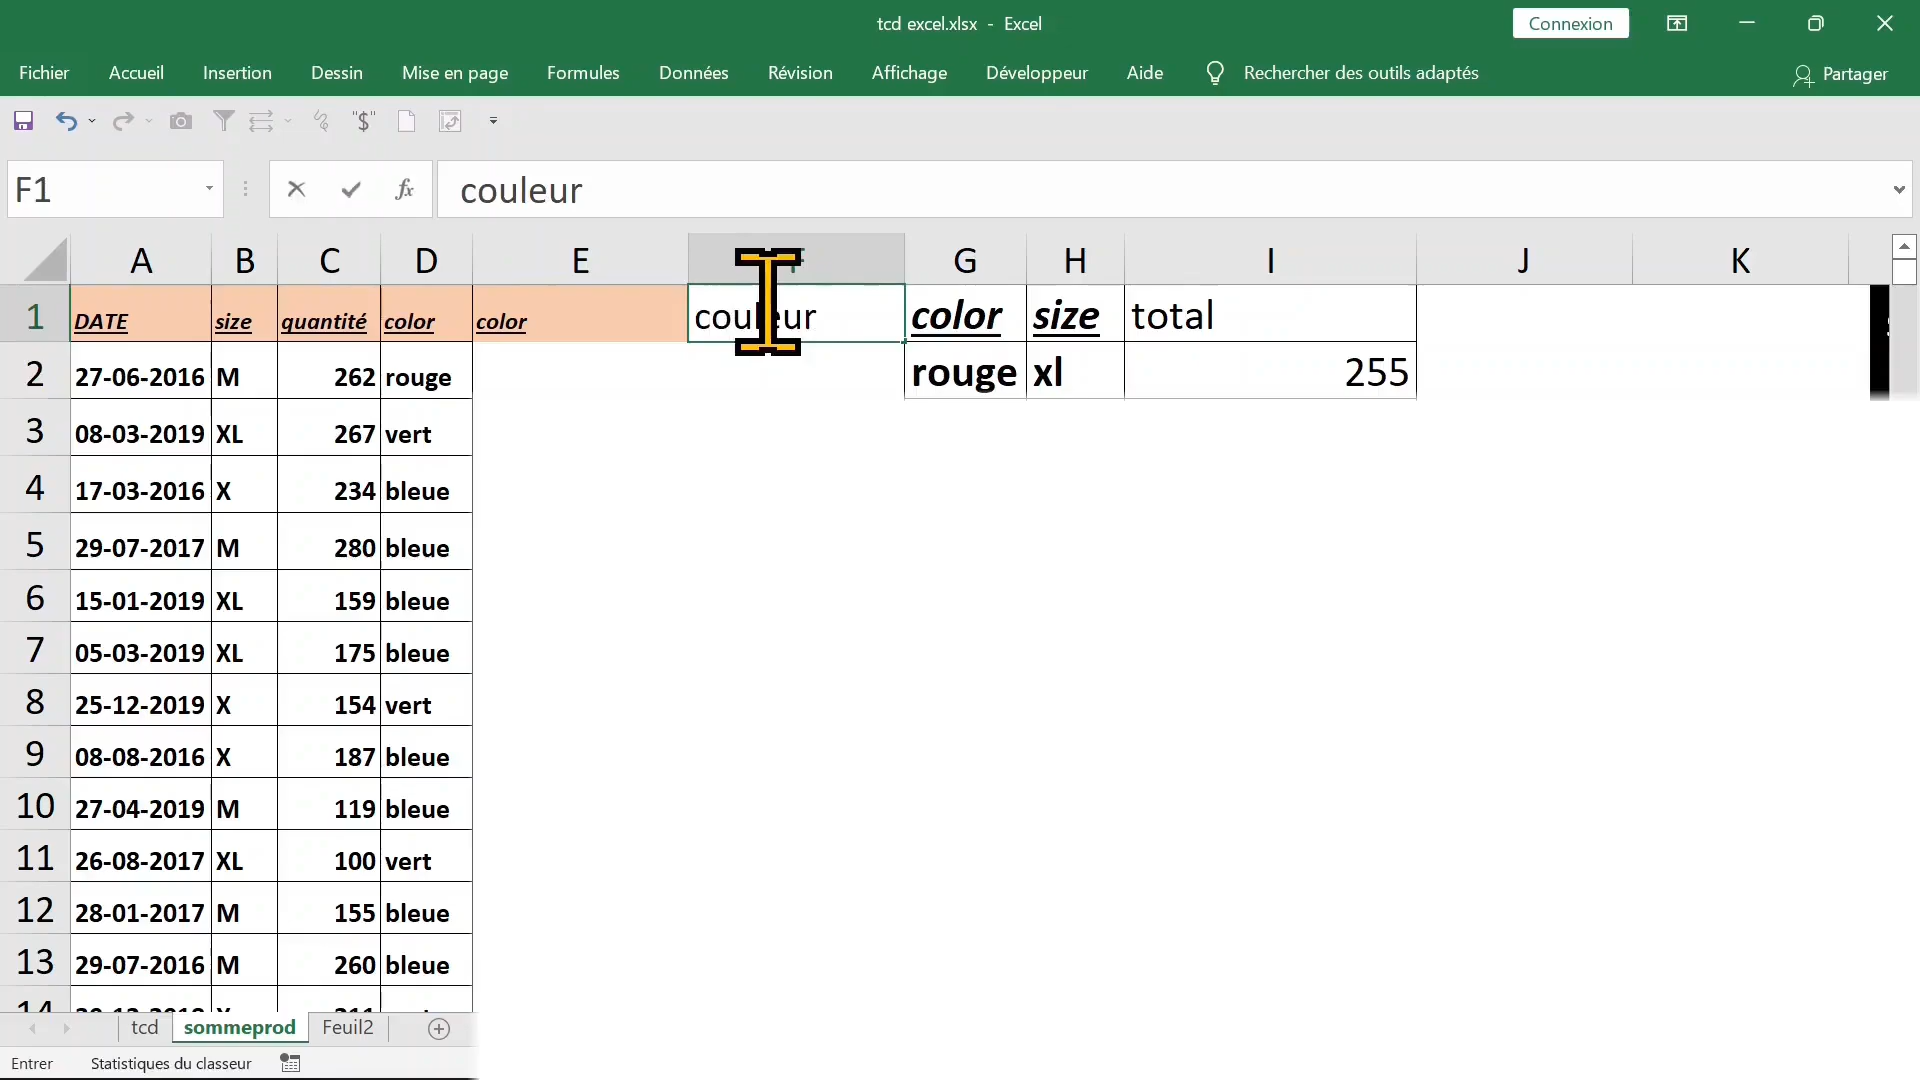 tcd excel.xlsx - Excel
Connexion
Fichier Accueil Insertion Dessin Mise en page Formules Données Révision Affichage Développeur Aide Rechercher des outils adaptés Partager
"$"
F1 fx couleur
A B C D E F G H I J K
1 DATE size quantité color color couleur color size total
2 27-06-2016 M 262 rouge rouge xl 255
3 08-03-2019 XL 267 vert
4 17-03-2016 X 234 bleue
5 29-07-2017 M 280 bleue
6 15-01-2019 XL 159 bleue
7 05-03-2019 XL 175 bleue
8 25-12-2019 X 154 vert
9 08-08-2016 X 187 bleue
10 27-04-2019 M 119 bleue
11 26-08-2017 XL 100 vert
12 28-01-2017 M 155 bleue
13 29-07-2016 M 260 bleue
14
tcd sommeprod Feuil2
Entrer Statistiques du classeur